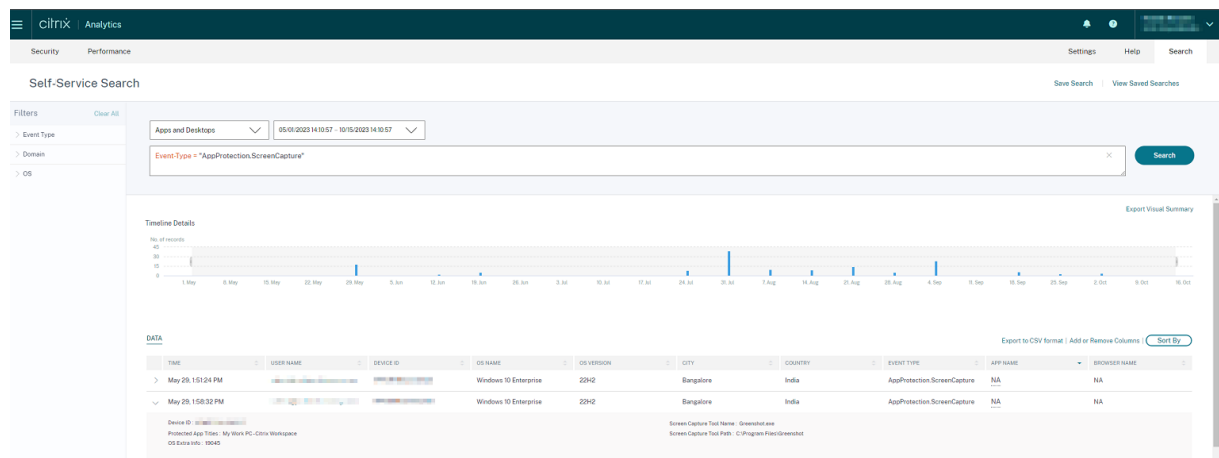 citrix | Analytics
Security Performance Settings Help Search
Self-Service Search Save Search View Saved Searches
Filters Clear All
Event Type
Domain
OS
Apps and Desktops 05/01/2023 14:10:57 - 10/15/2023 14:10:57
Event-Type = "AppProtection.ScreenCapture" Search
Export Visual Summary
Timeline Details
No. of records
45
30
15
0
1. May 8. May 15. May 22. May 29. May 5. Jun 12. Jun 19. Jun 26. Jun 3. Jul 10. Jul 17. Jul 24. Jul 31. Jul 7. Aug 14. Aug 21. Aug 28. Aug 4. Sep 11. Sep 18. Sep 25. Sep 2. Oct 9. Oct 16. Oct
DATA Export to CSV format | Add or Remove Columns | Sort By
TIME USER NAME DEVICE ID OS NAME OS VERSION CITY COUNTRY EVENT TYPE APP NAME BROWSER NAME
May 29, 1:51:24 PM Windows 10 Enterprise 22H2 Bangalore India AppProtection.ScreenCapture NA NA
May 29, 1:58:32 PM Windows 10 Enterprise 22H2 Bangalore India AppProtection.ScreenCapture NA NA
Device ID : Screen Capture Tool Name : Greenshot.exe
Protected App Titles : My Work PC - Citrix Workspace Screen Capture Tool Path : C:\Program Files\Greenshot
OS Extra Info : 19045